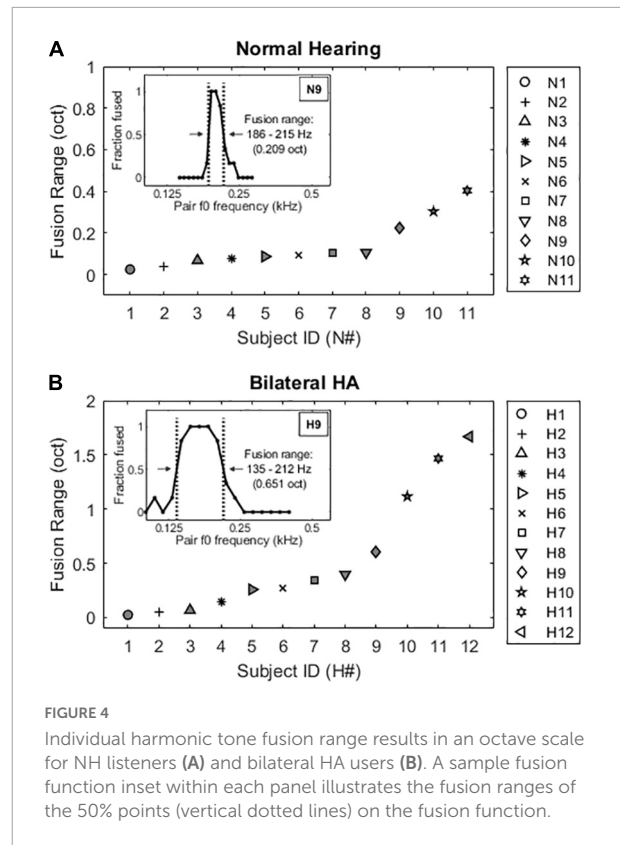 A
Normal Hearing
Fusion Range (oct)
1
0.8
0.6
0.4
0.2
0
Fraction fused
1
0.5
0
N9
Fusion range:
186 - 215 Hz
(0.209 oct)
0.125 0.25 0.5
Pair f0 frequency (kHz)
1 2 3 4 5 6 7 8 9 10 11
Subject ID (N#)
N1
N2
N3
N4
N5
N6
N7
N8
N9
N10
N11
B
Bilateral HA
Fusion Range (oct)
2
1.5
1
0.5
0
Fraction fused
1
0.5
0
H9
Fusion range:
135 - 212 Hz
(0.651 oct)
0.125 0.25 0.5
Pair f0 frequency (kHz)
1 2 3 4 5 6 7 8 9 10 11 12
Subject ID (H#)
H1
H2
H3
H4
H5
H6
H7
H8
H9
H10
H11
H12
FIGURE 4
Individual harmonic tone fusion range results in an octave scale
for NH listeners (A) and bilateral HA users (B). A sample fusion
function inset within each panel illustrates the fusion ranges of
the 50% points (vertical dotted lines) on the fusion function.